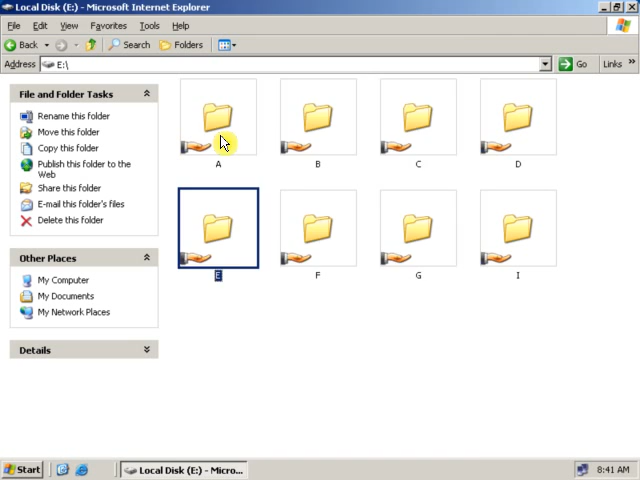 Local Disk (E:) - Microsoft Internet Explorer
File Edit View Favorites Tools Help
Back Search Folders
Address E:\ Go Links »
File and Folder Tasks
Rename this folder
Move this folder
Copy this folder
Publish this folder to the
Web
Share this folder
E-mail this folder's files
Delete this folder
Other Places
My Computer
My Documents
My Network Places
Details
A B C D
E F G I
Start Local Disk (E:) - Micro... 8:41 AM